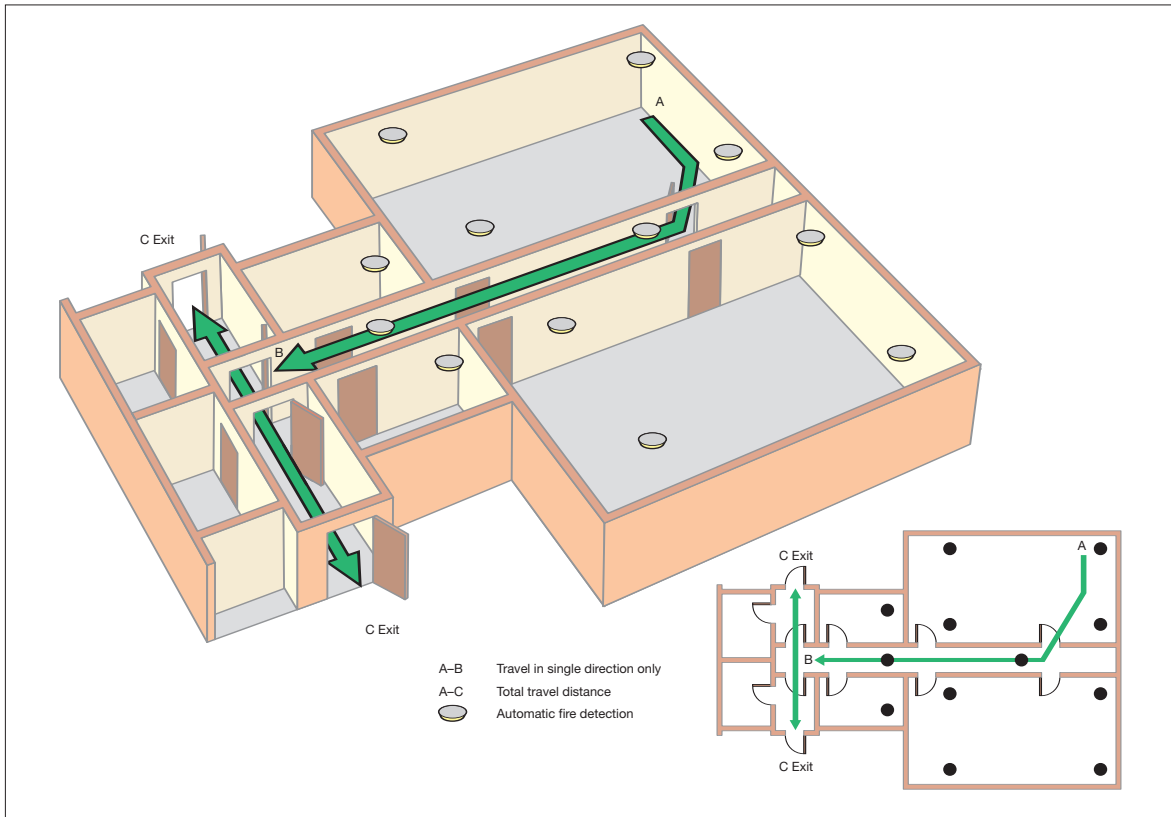 A
C Exit
B
C Exit
A–B Travel in single direction only
A–C Total travel distance
Automatic fire detection
C Exit
A
B
C Exit